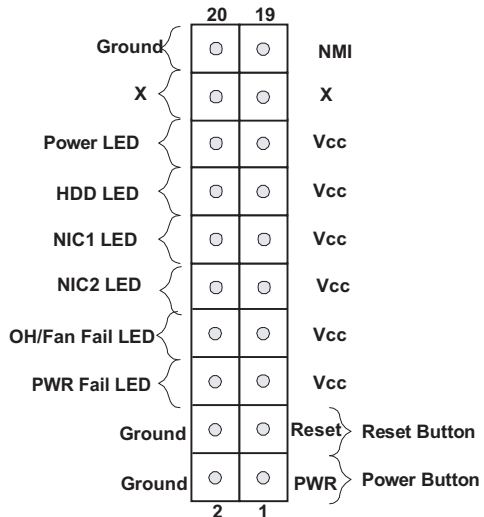 20 19
Ground NMI
X X
Power LED Vcc
HDD LED Vcc
NIC1 LED Vcc
NIC2 LED Vcc
OH/Fan Fail LED Vcc
PWR Fail LED Vcc
Ground Reset Reset Button
Ground PWR Power Button
2 1